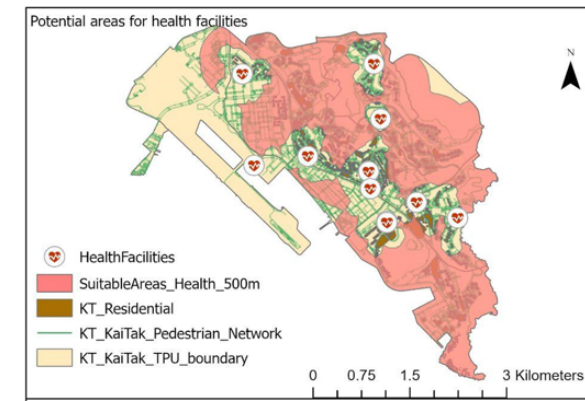 Potential areas for health facilities
N
HealthFacilities
SuitableAreas_Health_500m
KT_Residential
KT_KaiTak_Pedestrian_Network
KT_KaiTak_TPU_boundary
0 0.75 1.5 3 Kilometers